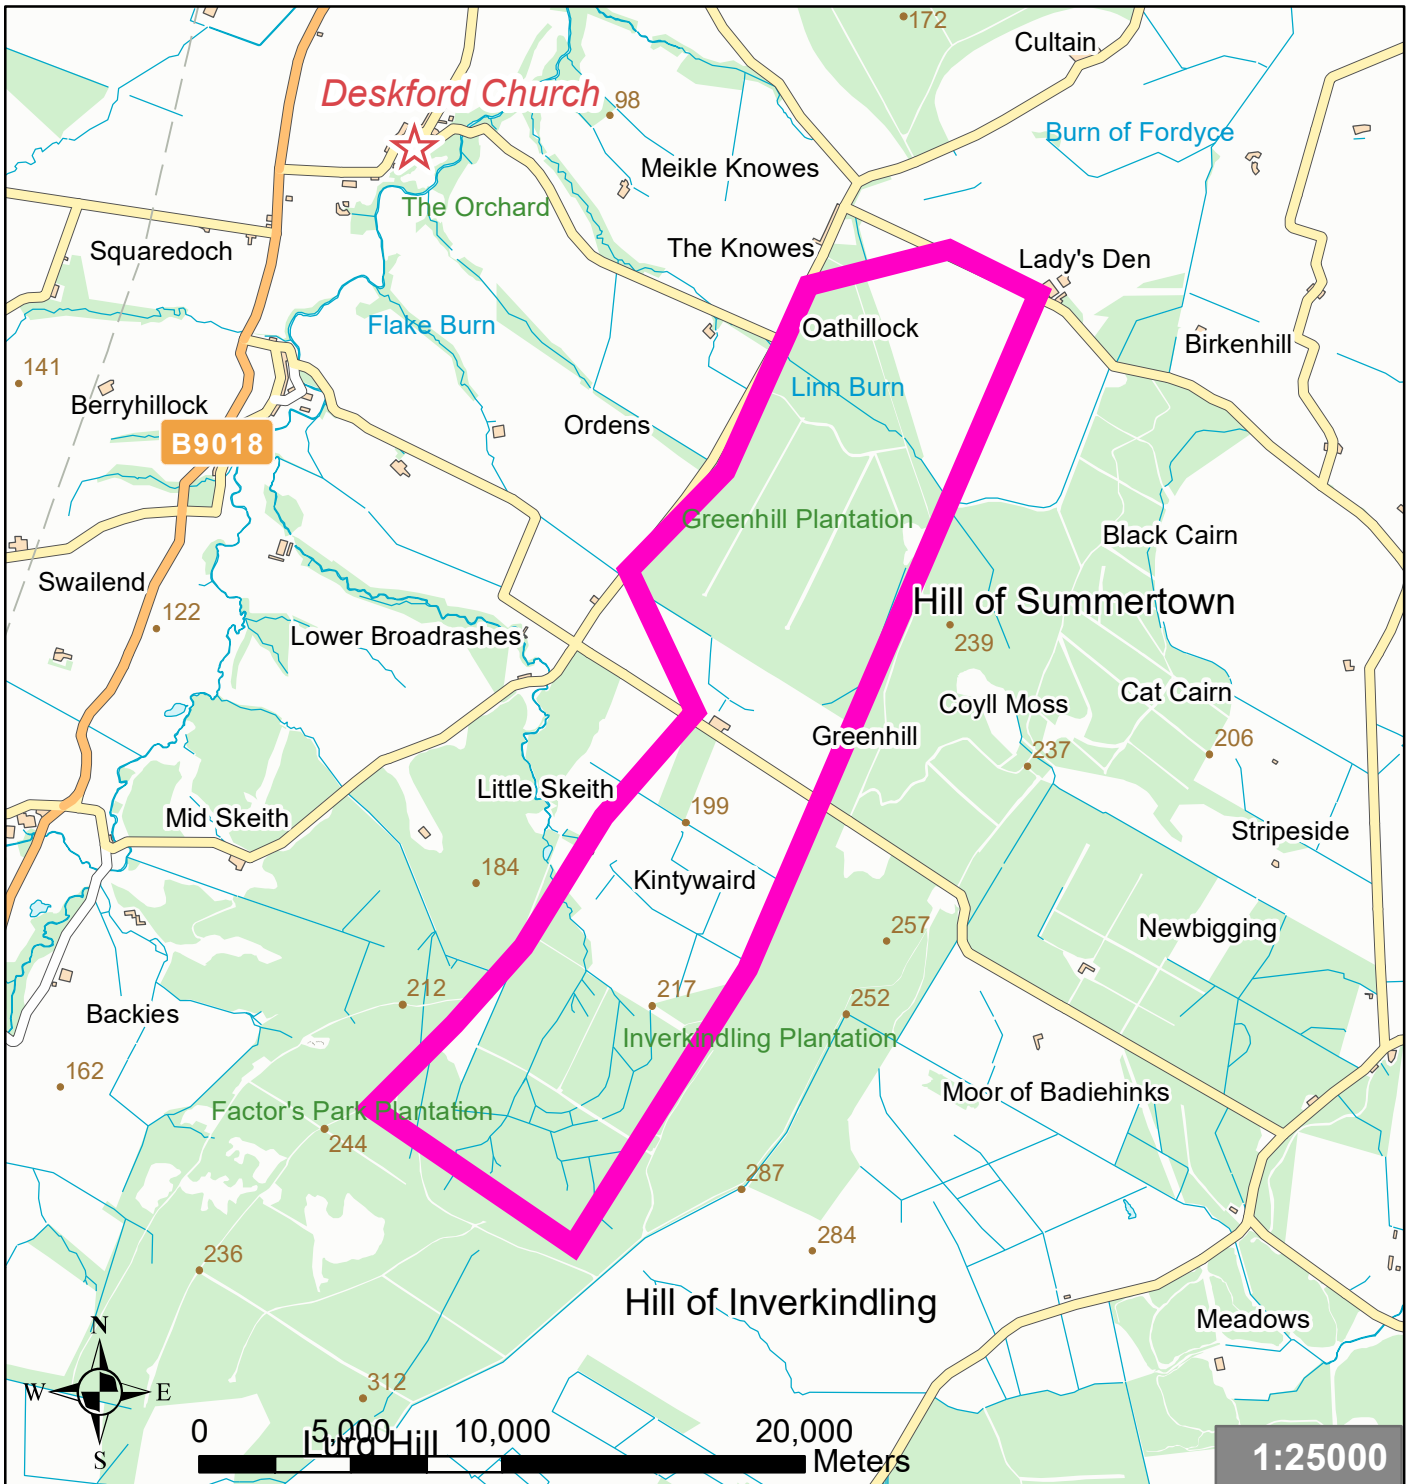 172
Cultain
Deskford Church
98
Burn of Fordyce
Meikle Knowes
The Orchard
Squaredoch
The Knowes
Lady's Den
Flake Burn
Oathillock
Birkenhill
141
Linn Burn
Berryhillock
Ordens
B9018
Greenhill Plantation
Black Cairn
Swailend
Hill of Summertown
122
Lower Broadrashes
239
Cat Cairn
Coyll Moss
Greenhill
206
237
Little Skeith
199
Mid Skeith
Stripeside
184
Kintywaird
257
Newbigging
212
217
252
Backies
Inverkindling Plantation
162
Moor of Badiehinks
Factor's Park Plantation
244
287
284
236
Hill of Inverkindling
Meadows
N
W E
S
312
0 5,000 10,000 20,000
Lurg Hill
Meters
1:25000